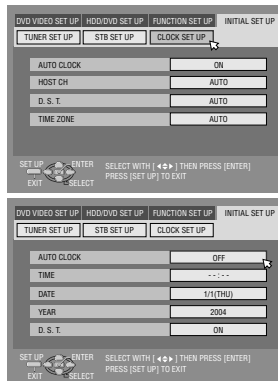 DVD VIDEO SET UP HDD/DVD SET UP FUNCTION SET UP INITIAL SET UP
TUNER SET UP STB SET UP CLOCK SET UP
AUTO CLOCK ON
HOST CH AUTO
D. S. T. AUTO
TIME ZONE AUTO
SET UP ENTER SELECT WITH [ ] THEN PRESS [ENTER]
EXIT SELECT PRESS [SET UP] TO EXIT
DVD VIDEO SET UP HDD/DVD SET UP FUNCTION SET UP INITIAL SET UP
TUNER SET UP STB SET UP CLOCK SET UP
AUTO CLOCK OFF
TIME - - : - -
DATE 1/1(THU)
YEAR 2004
D. S. T. ON
SET UP ENTER SELECT WITH [ ] THEN PRESS [ENTER]
EXIT SELECT PRESS [SET UP] TO EXIT